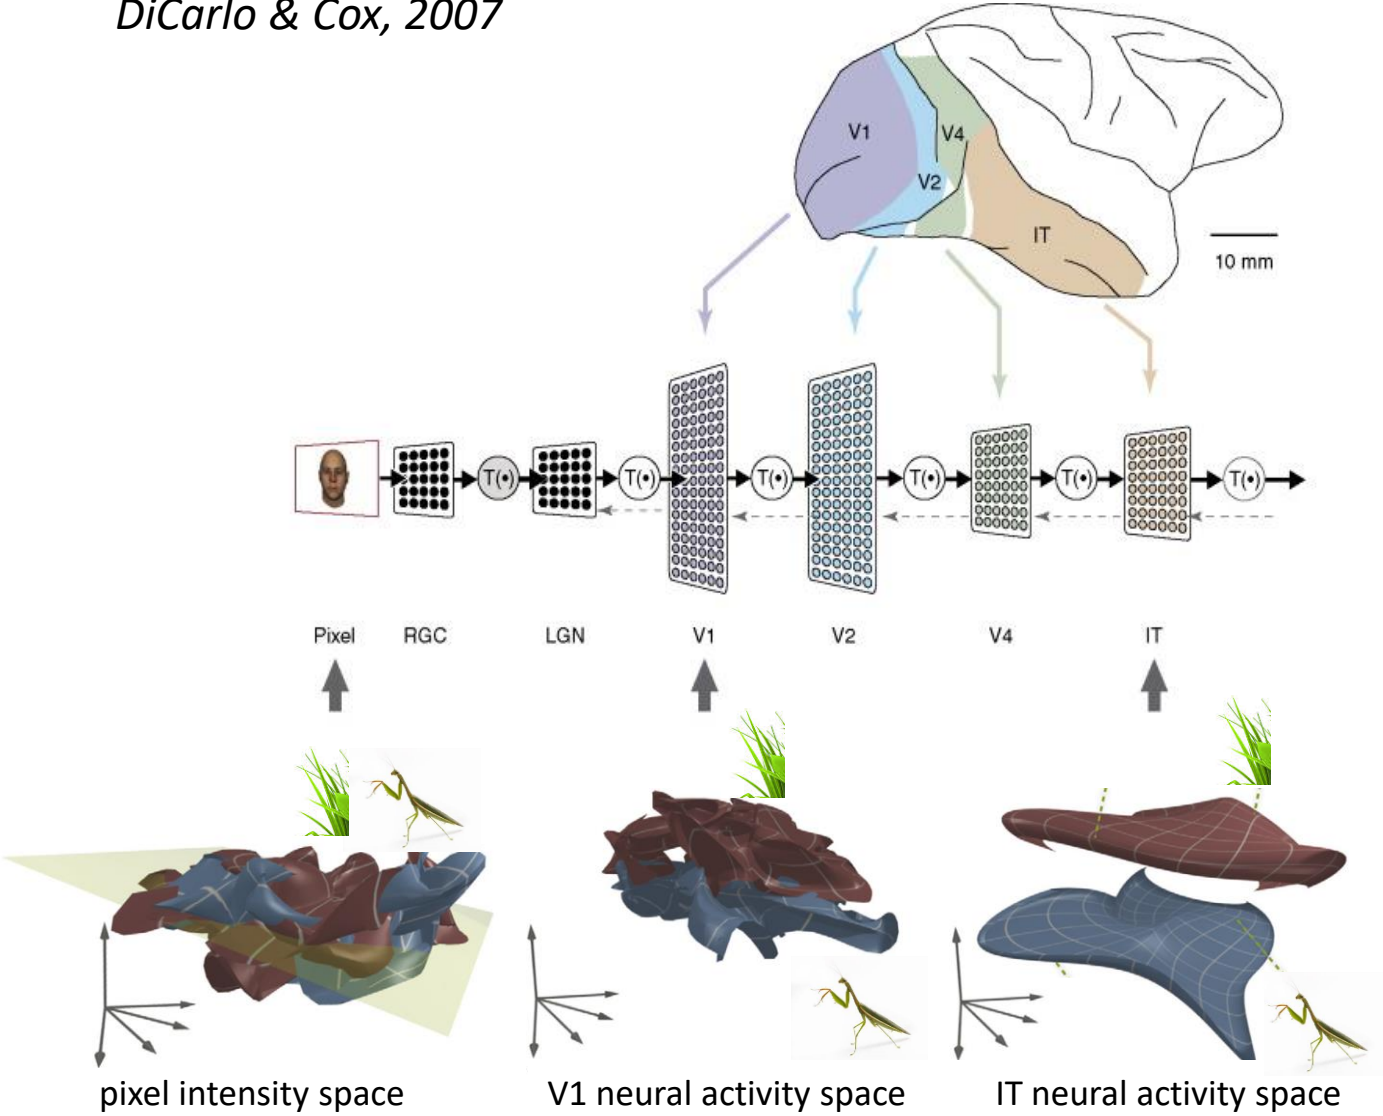 DiCarlo & Cox, 2007
V1
V4
V2
IT
10 mm
T(•) T(•) T(•) T(•) T(•) T(•)
Pixel RGC LGN V1 V2 V4 IT
pixel intensity space V1 neural activity space IT neural activity space